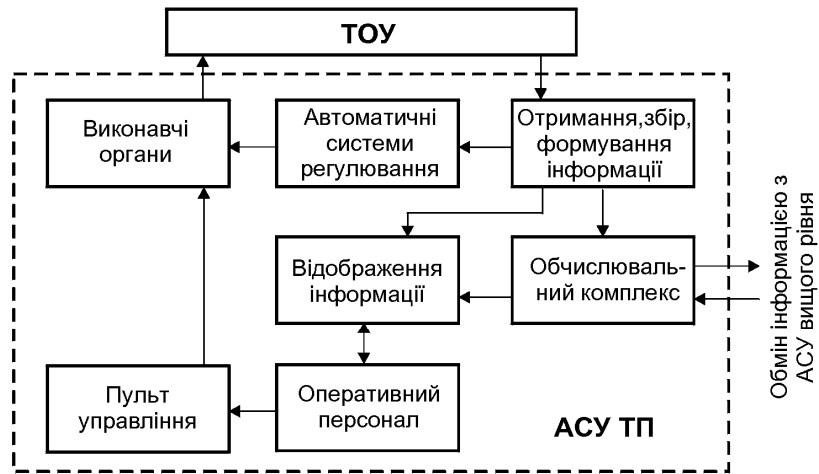 ТОУ
Виконавчі
органи
Автоматичні
системи
регулювання
Отримання,збір,
формування
інформації
Відображення
інформації
Обчислюваль-
ний комплекс
Обмін інформацією з
АСУ вищого рівня
Пульт
управління
Оперативний
персонал
АСУ ТП